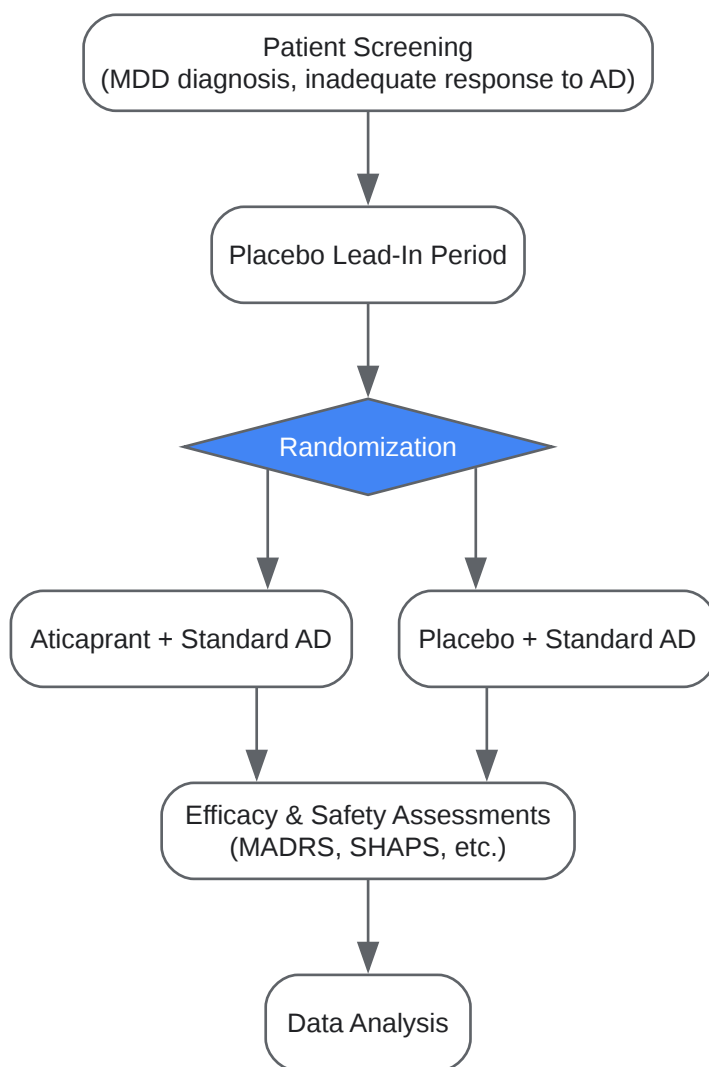 Patient Screening
(MDD diagnosis, inadequate response to AD)
Placebo Lead-In Period
Randomization
Aticaprant + Standard AD
Placebo + Standard AD
Efficacy & Safety Assessments
(MADRS, SHAPS, etc.)
Data Analysis